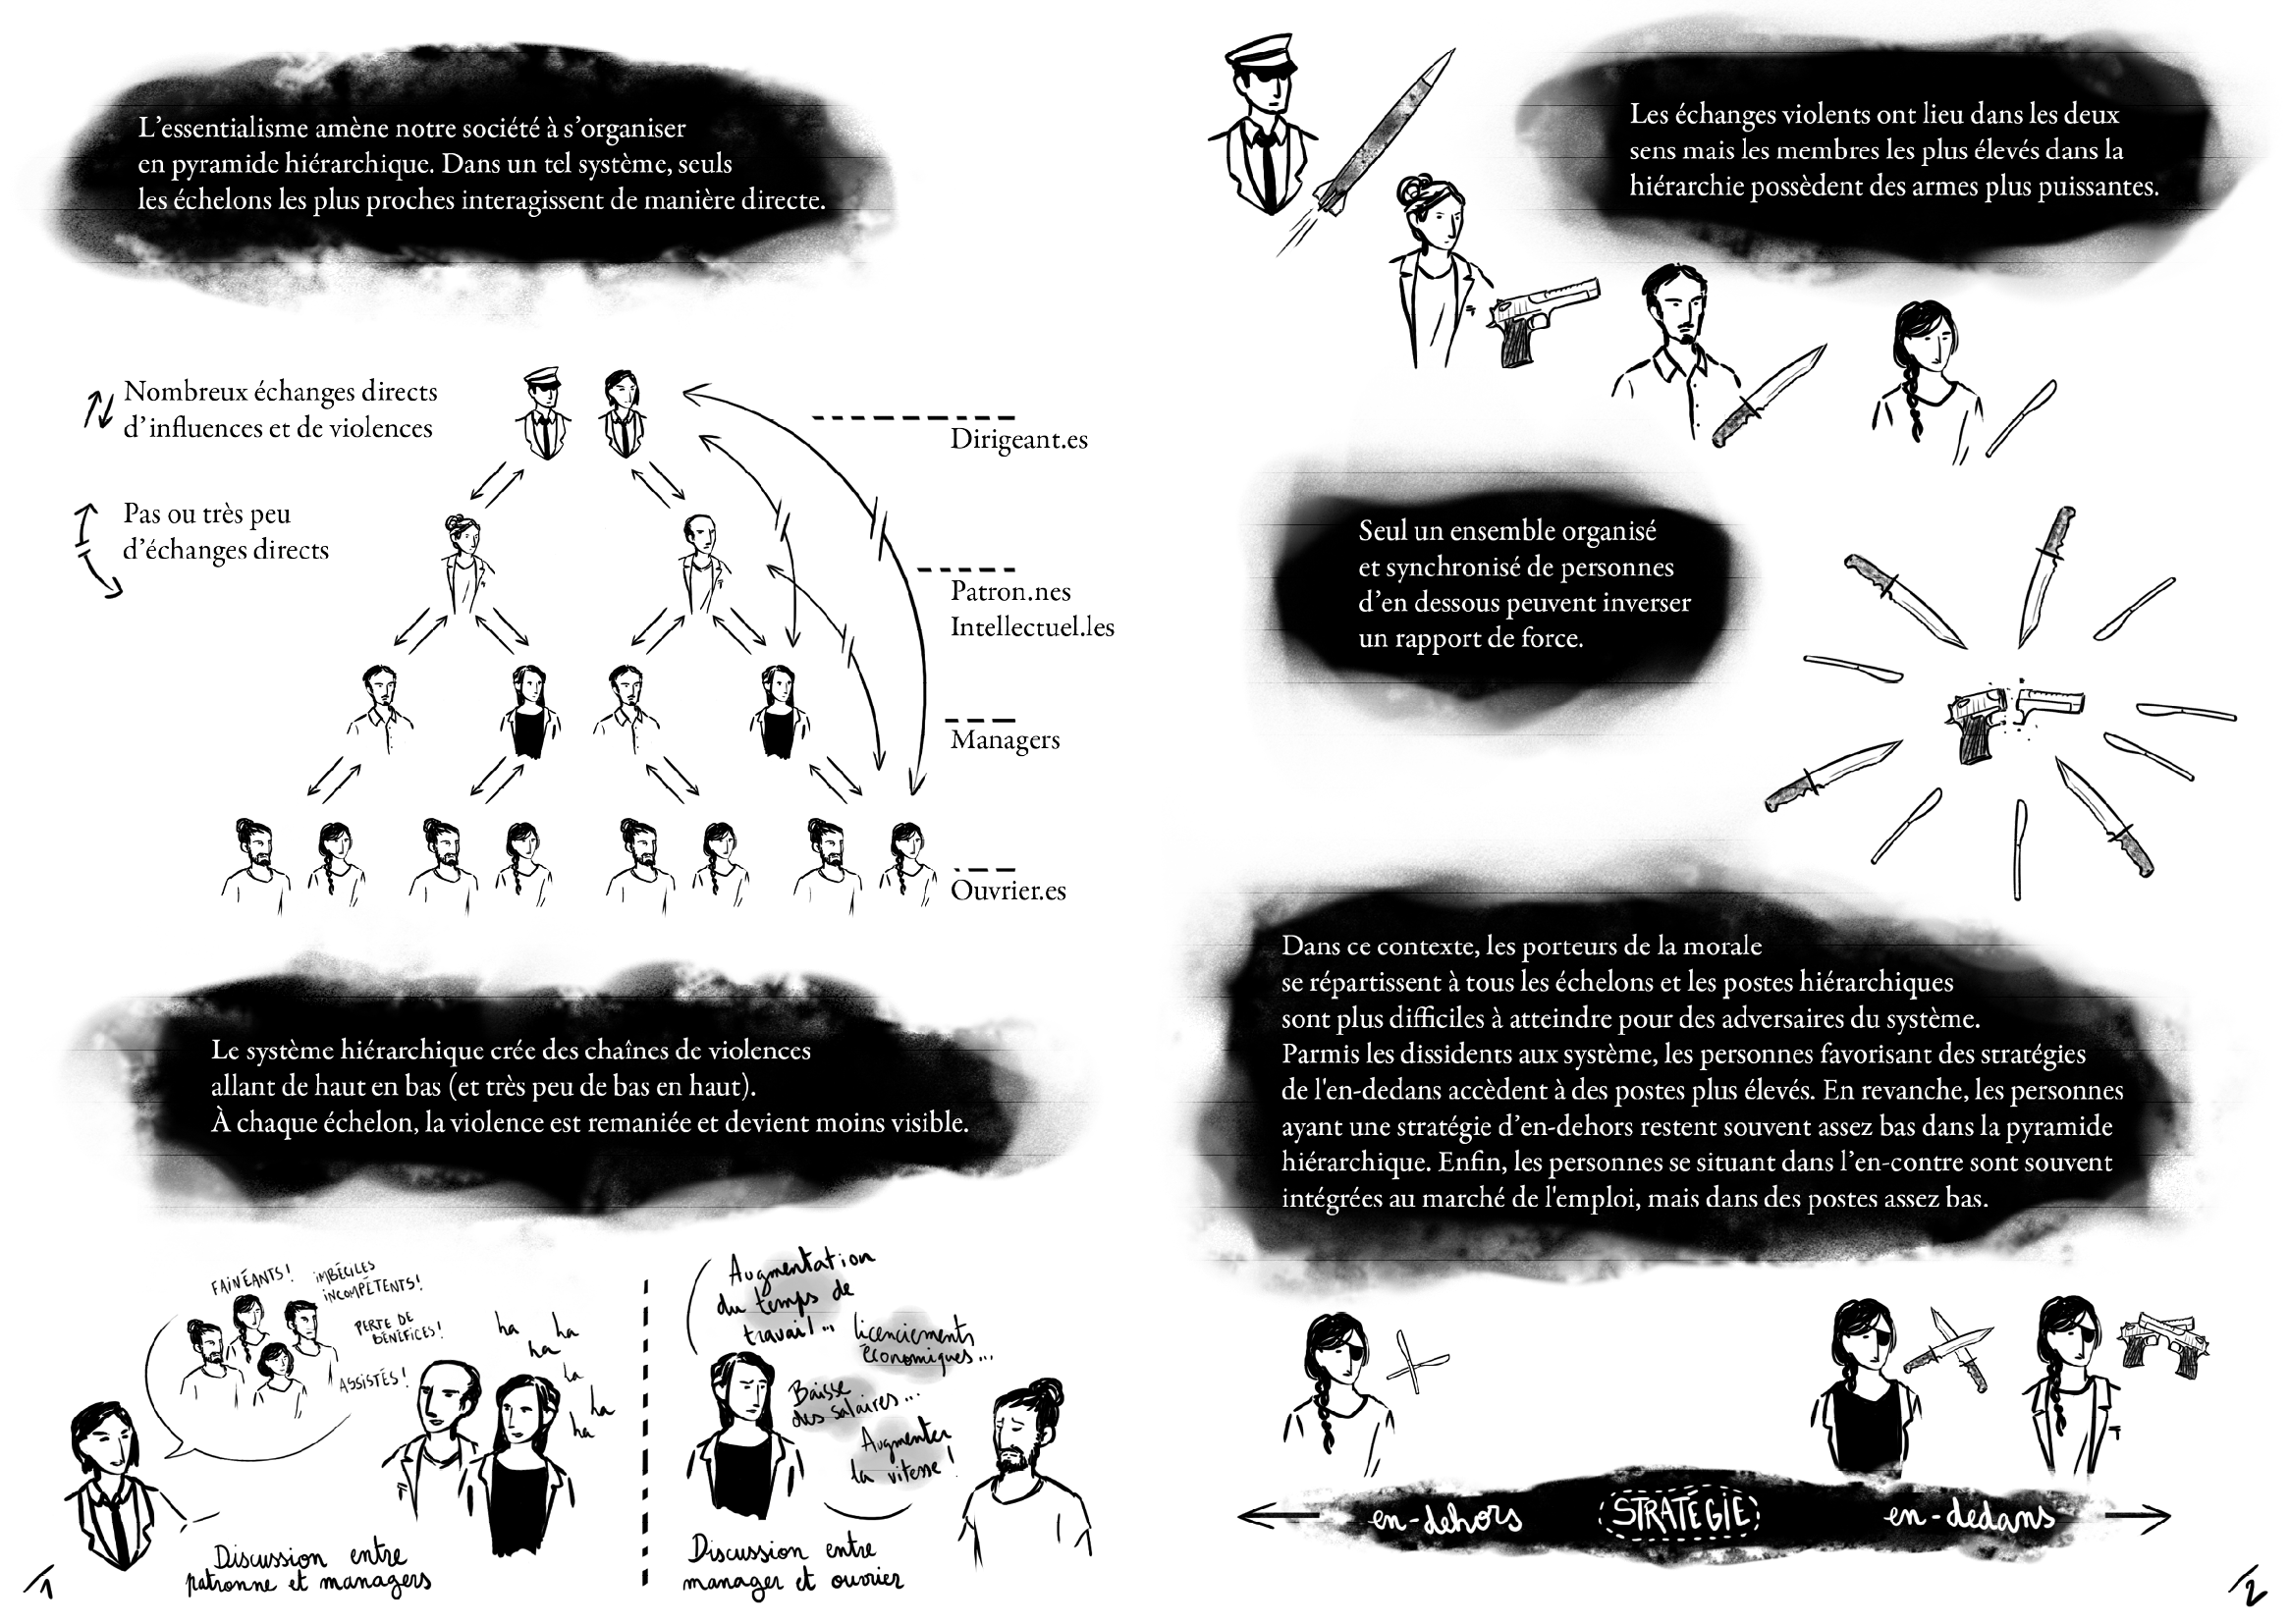 L'essentialisme amène notre société à s'organiser
en pyramide hiérarchique. Dans un tel système, seuls
les échelons les plus proches interagissent de manière directe.
Nombreux échanges directs
d'influences et de violences
Pas ou très peu
d'échanges directs
Dirigeant.es
Patron.nes
Intellectuel.les
Managers
Ouvrier.es
Le système hiérarchique crée des chaînes de violences
allant de haut en bas (et très peu de bas en haut).
À chaque échelon, la violence est remaniée et devient moins visible.
FAINÉANTS!
IMBÉCILES
INCOMPÉTENTS!
PERTE DE
BÉNÉFICES!
ASSISTÉS!
ha
ha
ha
ha
ha
ha
Discussion entre
patronne et managers
Augmentation
du temps de
travail...
licenciements
économiques...
Baisse
des salaires...
Augmenter
la vitesse!
Discussion entre
manager et ouvrier
1
Les échanges violents ont lieu dans les deux
sens mais les membres les plus élevés dans la
hiérarchie possèdent des armes plus puissantes.
Seul un ensemble organisé
et synchronisé de personnes
d'en dessous peuvent inverser
un rapport de force.
Dans ce contexte, les porteurs de la morale
se répartissent à tous les échelons et les postes hiérarchiques
sont plus difficiles à atteindre pour des adversaires du système.
Parmis les dissidents aux système, les personnes favorisant des stratégies
de l'en-dedans accèdent à des postes plus élevés. En revanche, les personnes
ayant une stratégie d'en-dehors restent souvent assez bas dans la pyramide
hiérarchique. Enfin, les personnes se situant dans l'en-contre sont souvent
intégrées au marché de l'emploi, mais dans des postes assez bas.
en-dehors
STRATÉGIE
en-dedans
2